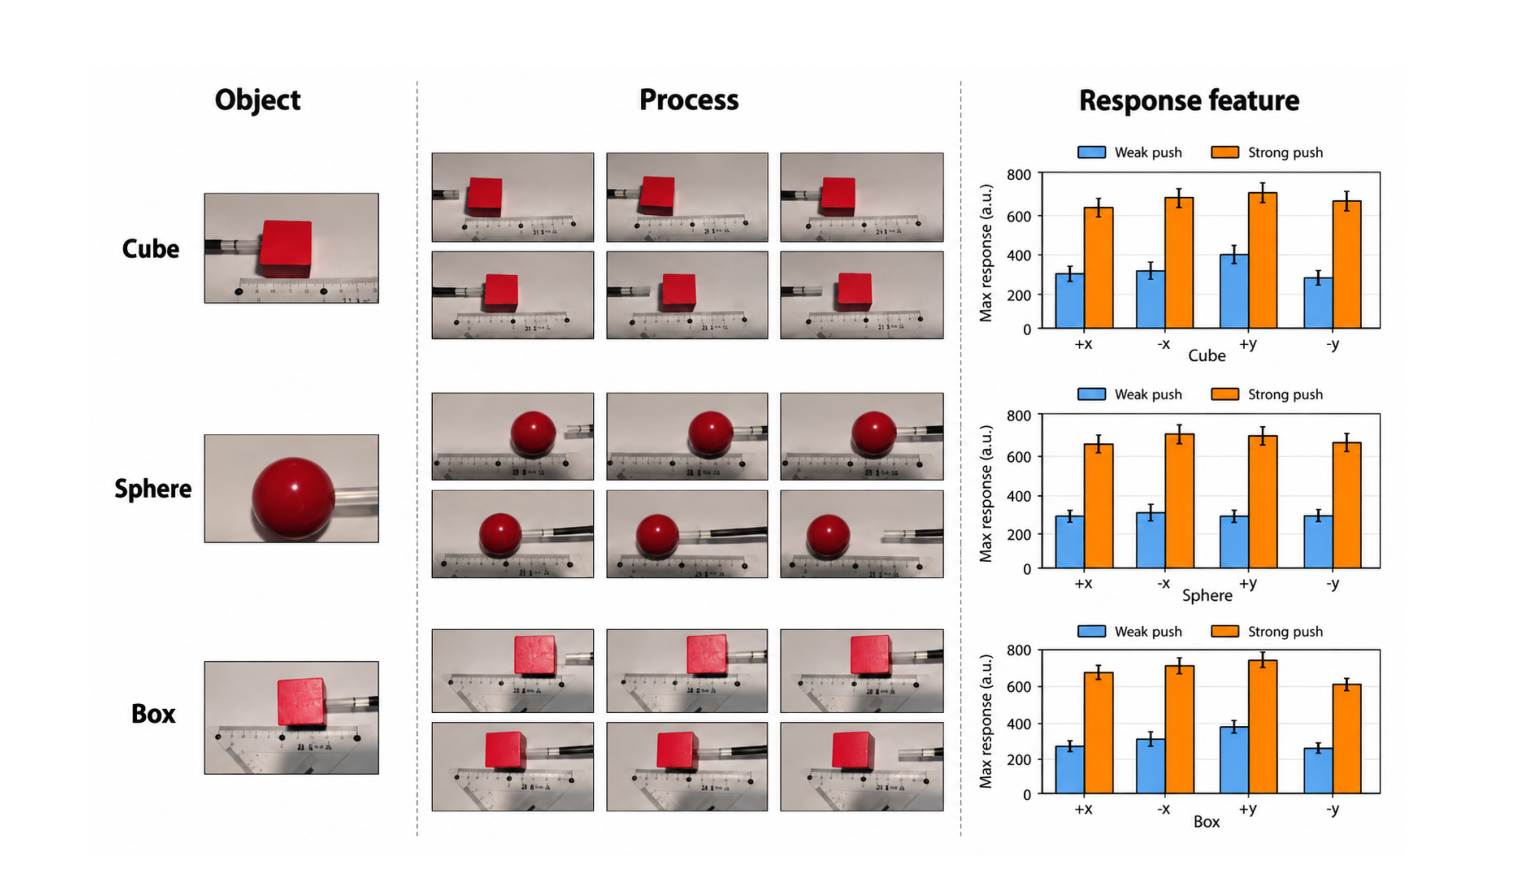 Object
Process
Response feature
Cube
Weak push
Strong push
Max response (a.u.)
800
600
400
200
0
+x
-x
+y
-y
Cube
Sphere
Weak push
Strong push
Max response (a.u.)
800
600
400
200
0
+x
-x
+y
-y
Sphere
Box
Weak push
Strong push
Max response (a.u.)
800
600
400
200
0
+x
-x
+y
-y
Box